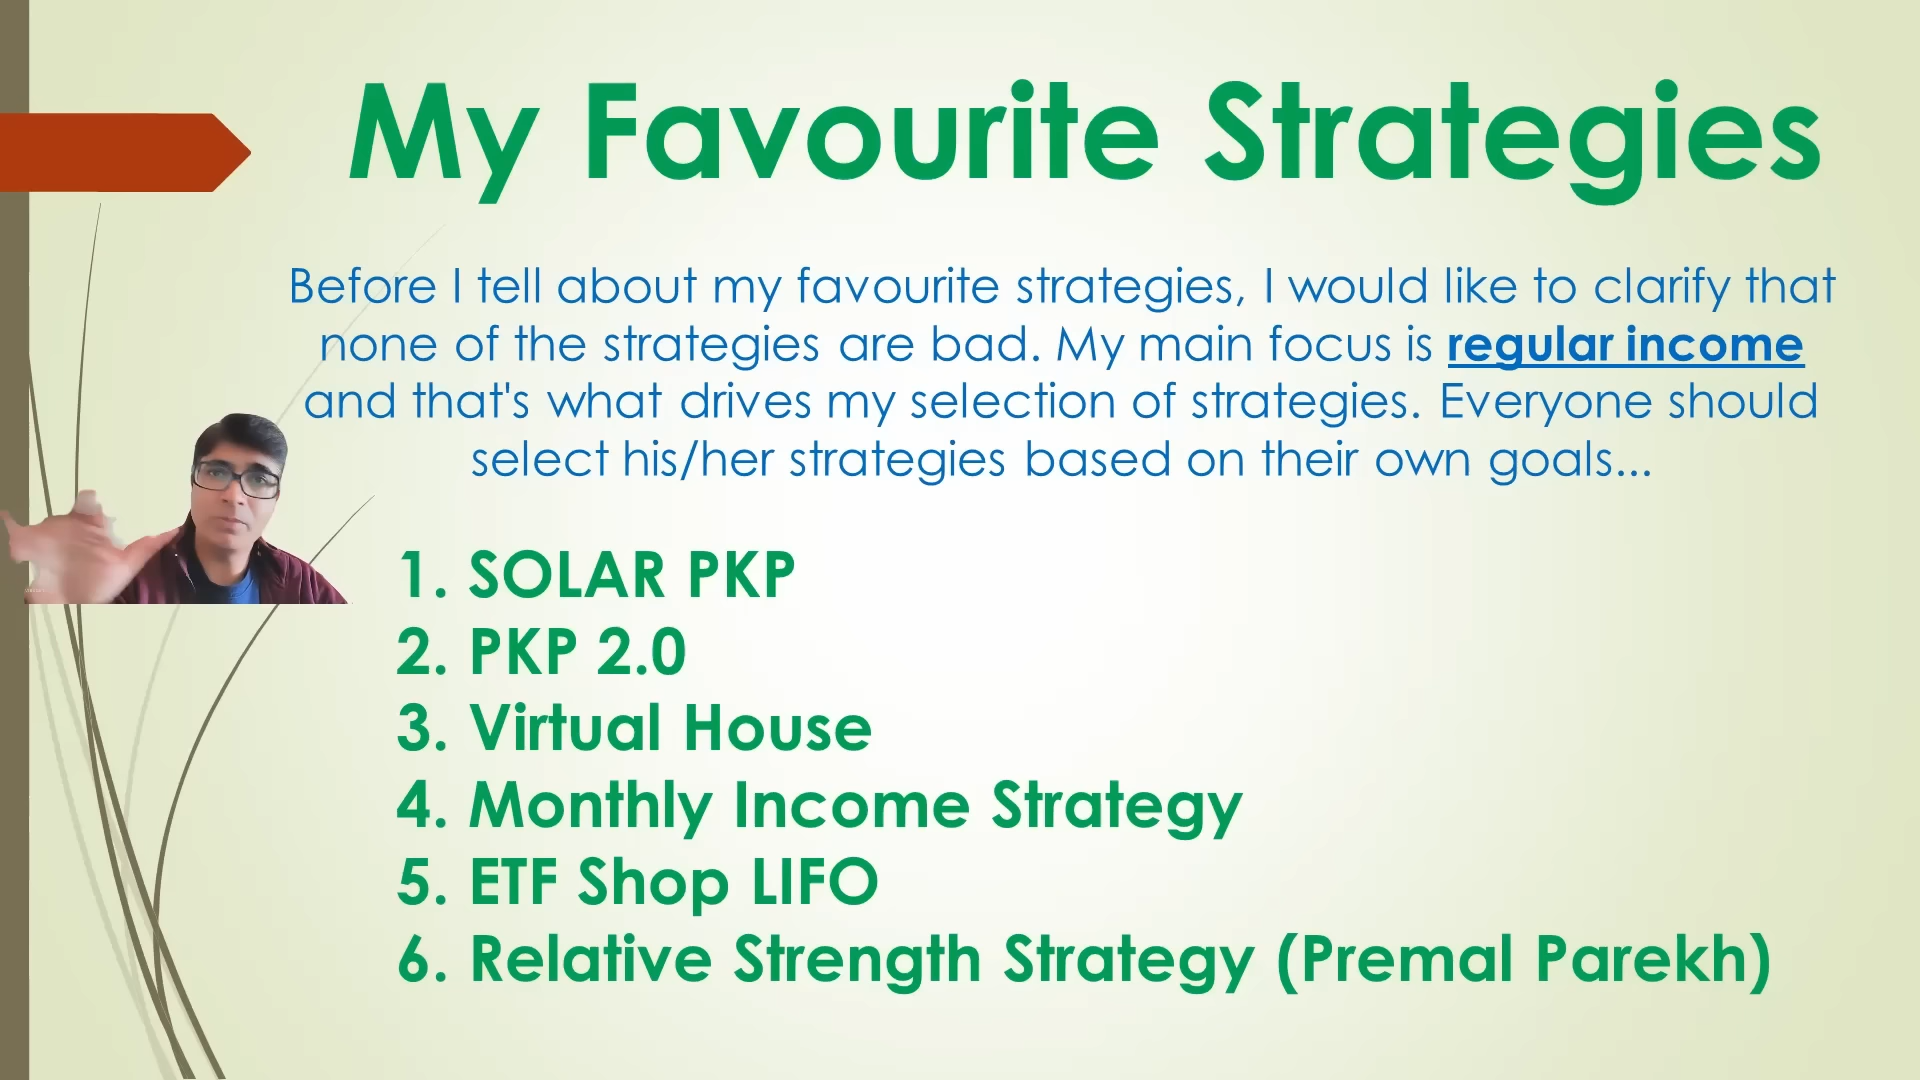 My Favourite Strategies
Before I tell about my favourite strategies, I would like to clarify that
none of the strategies are bad. My main focus is regular income
and that's what drives my selection of strategies. Everyone should
select his/her strategies based on their own goals...
1. SOLAR PKP
2. PKP 2.0
3. Virtual House
4. Monthly Income Strategy
5. ETF Shop LIFO
6. Relative Strength Strategy (Premal Parekh)